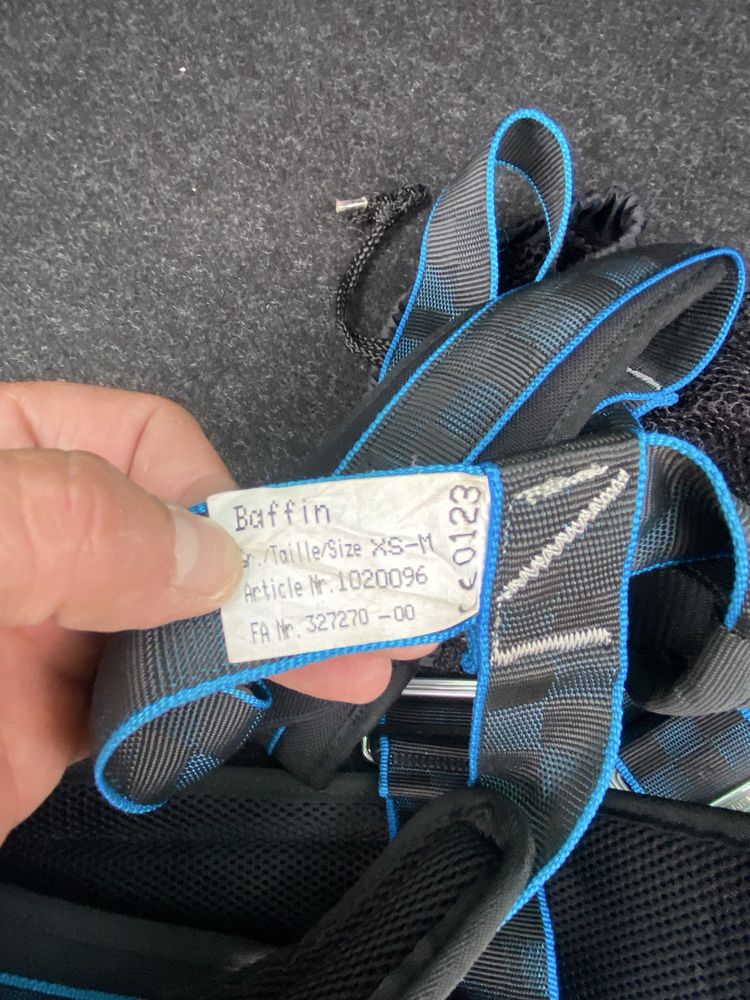 Baffin
Gr./Taille/Size XS-M
Article Nr. 1020096
FA Nr. 327270 -00
CE 0123